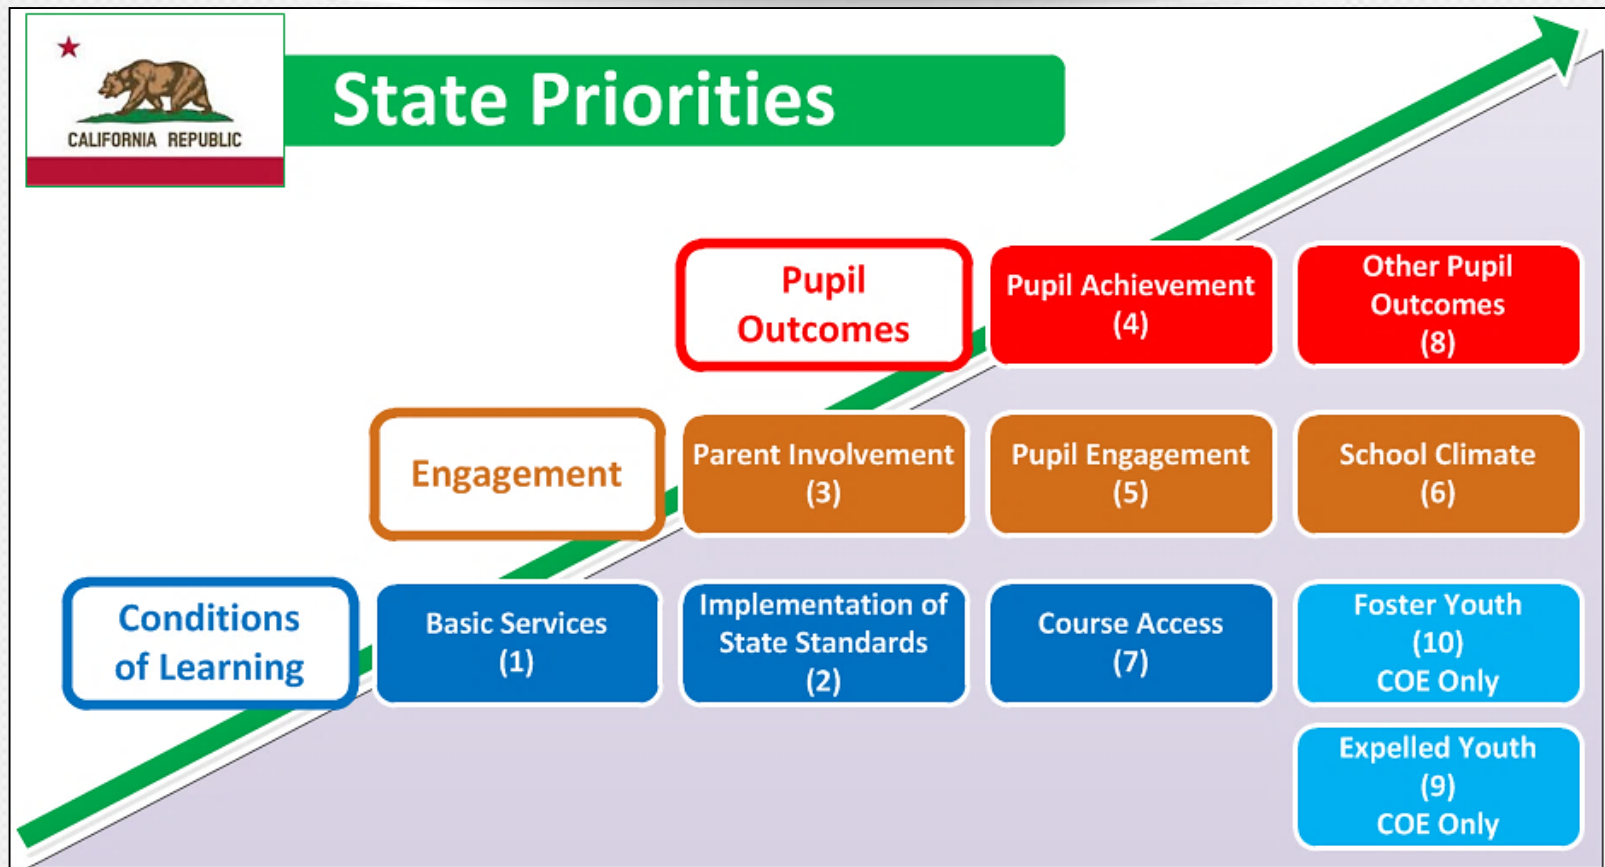 CALIFORNIA REPUBLIC
State Priorities
Pupil
Outcomes
Pupil Achievement
(4)
Other Pupil
Outcomes
(8)
Engagement
Parent Involvement
(3)
Pupil Engagement
(5)
School Climate
(6)
Conditions
of Learning
Basic Services
(1)
Implementation of
State Standards
(2)
Course Access
(7)
Foster Youth
(10)
COE Only
Expelled Youth
(9)
COE Only